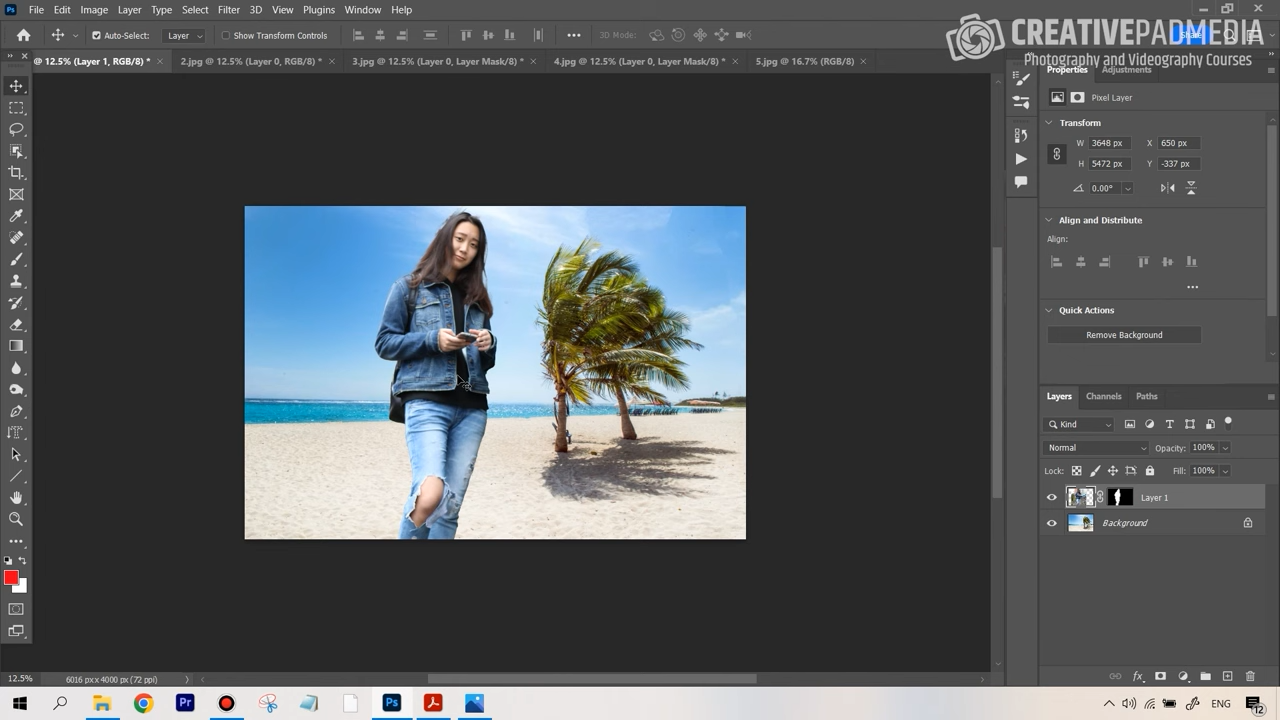 Ps File Edit Image Layer Type Select Filter 3D View Plugins Window Help
CREATIVEPADMEDIA
Photography and Videography Courses
Auto-Select: Layer Show Transform Controls 3D Mode: Share
@ 12.5% (Layer 1, RGB/8) * 2.jpg @ 12.5% (Layer 0, RGB/8) * 3.jpg @ 12.5% (Layer 0, Layer Mask/8) * 4.jpg @ 12.5% (Layer 0, Layer Mask/8) * 5.jpg @ 16.7% (RGB/8)
Properties Adjustments
Pixel Layer
Transform
W 3648 px X 650 px
H 5472 px Y -337 px
0.00°
Align and Distribute
Align:
Quick Actions
Remove Background
Layers Channels Paths
Kind
Normal Opacity: 100%
Lock: Fill: 100%
Layer 1
Background
12.5% 6016 px x 4000 px (72 ppi)
Pr Ps ENG 12